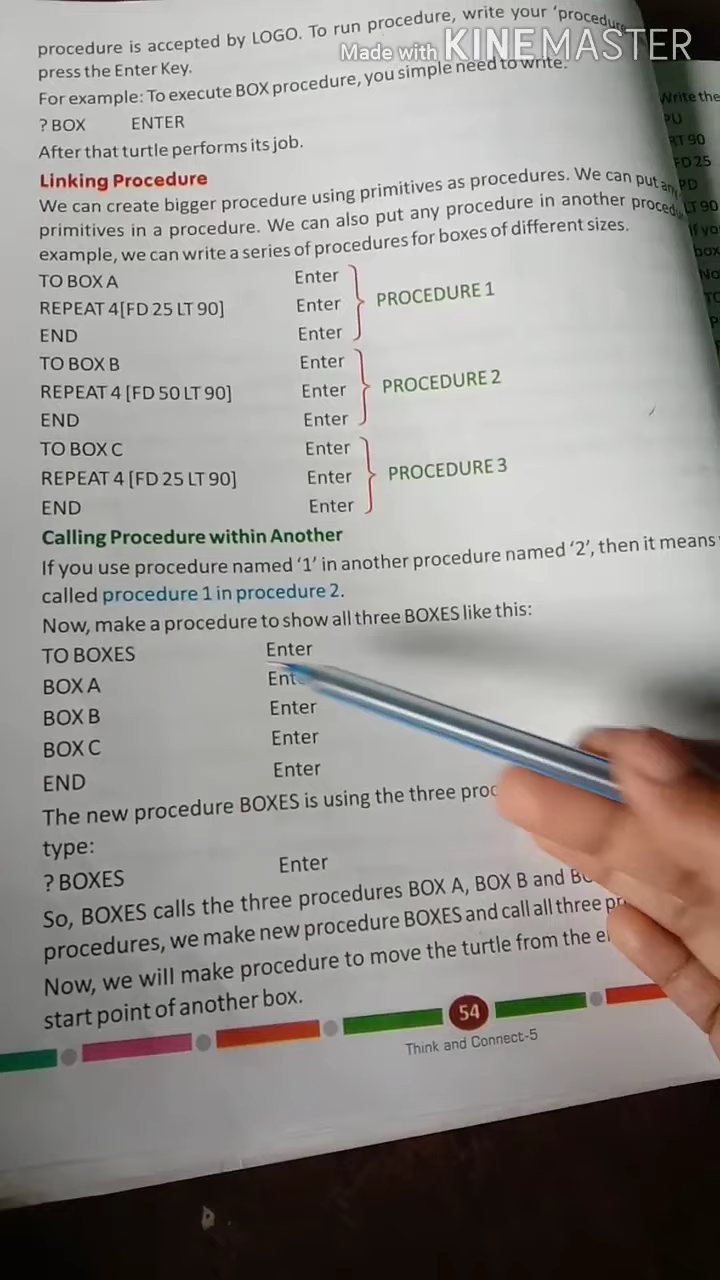 procedure is accepted by LOGO. To run procedure, write your 'procedure
Made with KINEMASTER
press the Enter Key.
For example: To execute BOX procedure, you simple need to write:
? BOX ENTER
After that turtle performs its job.
Linking Procedure
We can create bigger procedure using primitives as procedures. We can put any
primitives in a procedure. We can also put any procedure in another
example, we can write a series of procedures for boxes of different sizes.
TO BOX A Enter
REPEAT 4[FD 25 LT 90] Enter PROCEDURE 1
END Enter
TO BOX B Enter
REPEAT 4 [FD 50 LT 90] Enter PROCEDURE 2
END Enter
TO BOX C Enter
REPEAT 4 [FD 25 LT 90] Enter PROCEDURE 3
END Enter
Calling Procedure within Another
If you use procedure named '1' in another procedure named '2', then it means
called procedure 1 in procedure 2.
Now, make a procedure to show all three BOXES like this:
TO BOXES Enter
BOX A
BOX B Enter
BOX C Enter
END Enter
The new procedure BOXES is using the three
type:
? BOXES Enter
So, BOXES calls the three procedures BOX A, BOX B and
procedures, we make new procedure BOXES and call all three
Now, we will make procedure to move the turtle from the
start point of another box.
54
Think and Connect-5
Write the
PU
RT 90
FD 25
PD
LT 90